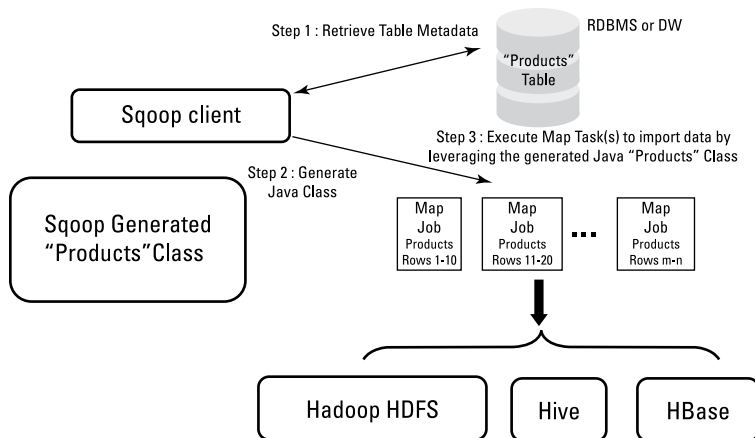 Step 1 : Retrieve Table Metadata
RDBMS or DW
“Products”
Table
Sqoop client
Step 3 : Execute Map Task(s) to import data by
leveraging the generated Java “Products” Class
Step 2 : Generate
Java Class
Sqoop Generated
“Products”Class
Map
Job
Products
Rows 1-10
Map
Job
Products
Rows 11-20
Map
Job
Products
Rows m-n
Hadoop HDFS
Hive
HBase